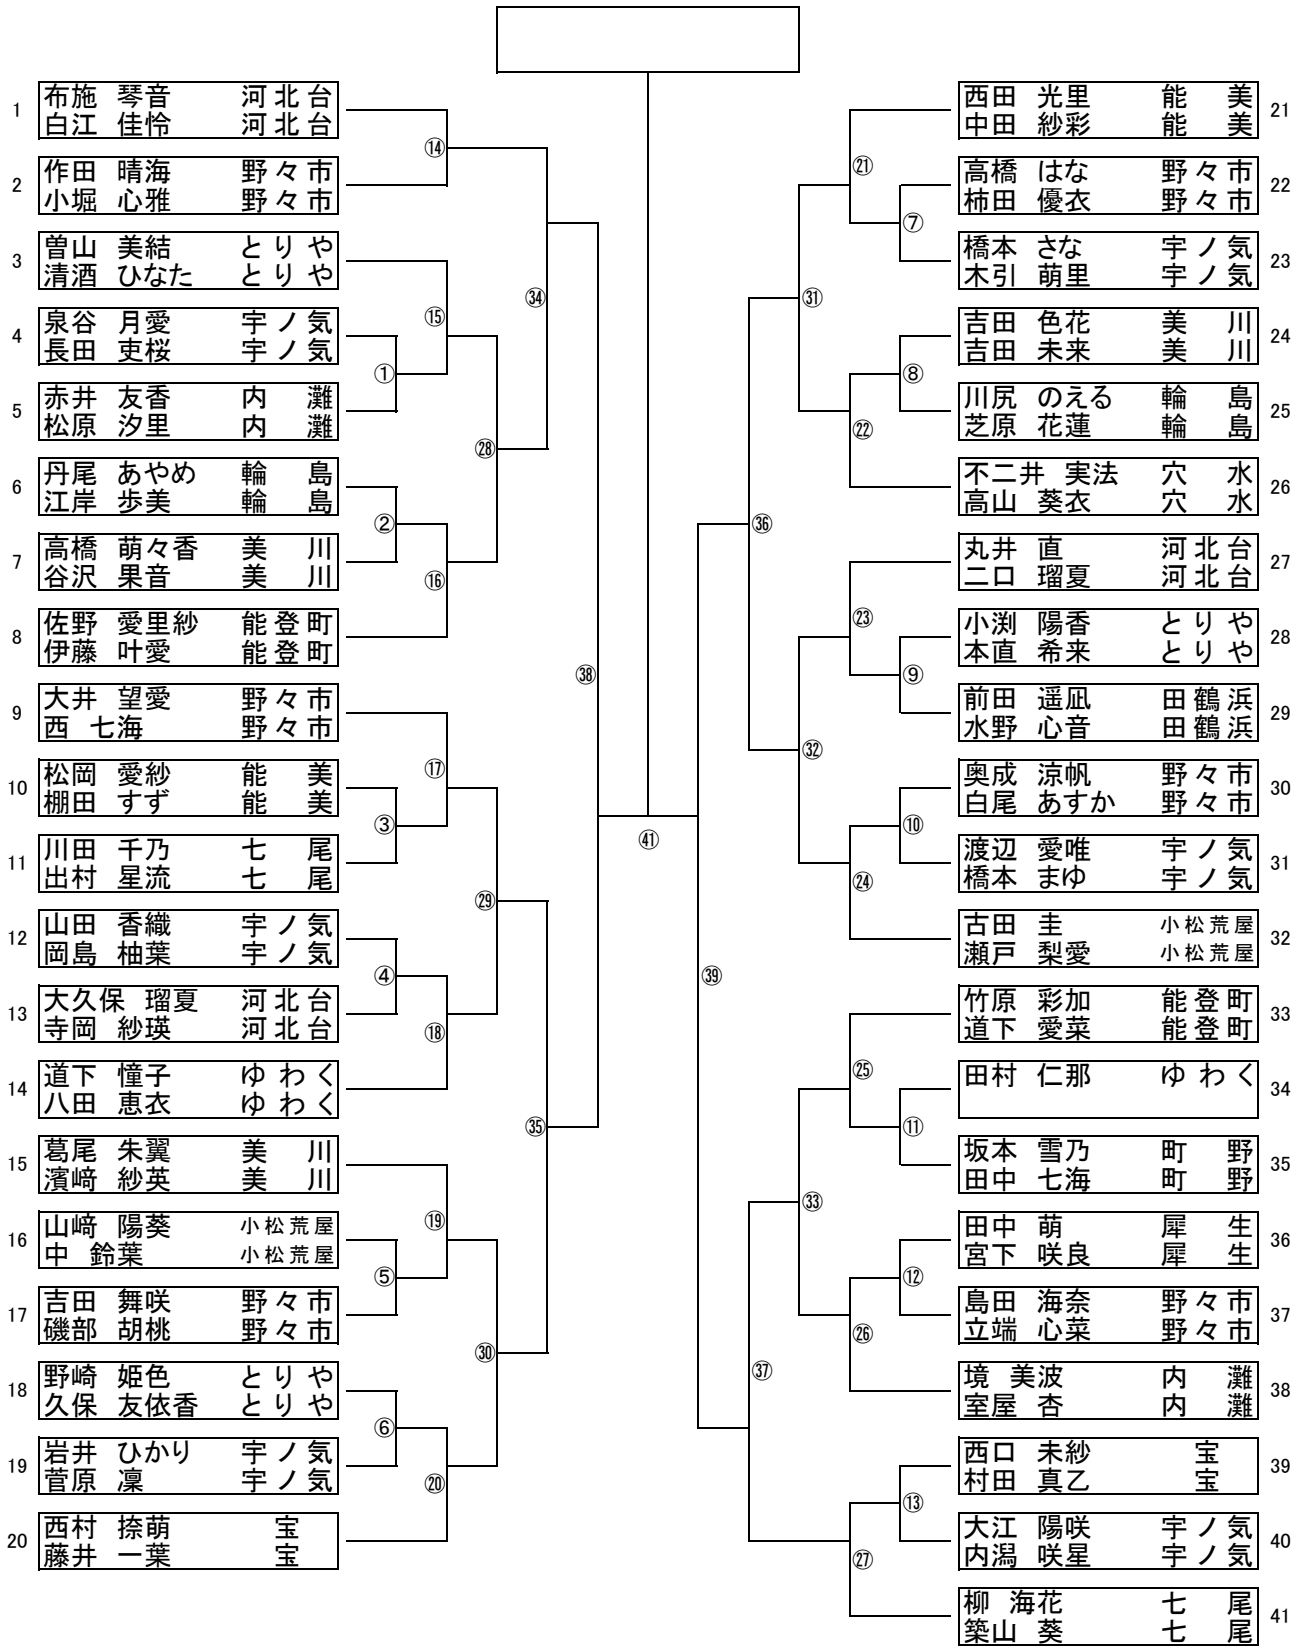 1 布施 琴音 河北台
白江 佳怜 河北台
2 作田 晴海 野々市
小堀 心雅 野々市
3 曽山 美結 とりや
清酒 ひなた とりや
4 泉谷 月愛 宇ノ気
長田 吏桜 宇ノ気
5 赤井 友香 内灘
松原 汐里 内灘
6 丹尾 あやめ 輪島
江岸 歩美 輪島
7 高橋 萌々香 美川
谷沢 果音 美川
8 佐野 愛里紗 能登町
伊藤 叶愛 能登町
9 大井 望愛 野々市
西 七海 野々市
10 松岡 愛紗 能美
棚田 すず 能美
11 川田 千乃 七尾
出村 星流 七尾
12 山田 香織 宇ノ気
岡島 柚葉 宇ノ気
13 大久保 瑠夏 河北台
寺岡 紗瑛 河北台
14 道下 憧子 ゆわく
八田 恵衣 ゆわく
15 葛尾 朱翼 美川
濱﨑 紗英 美川
16 山﨑 陽葵 小松荒屋
中 鈴葉 小松荒屋
17 吉田 舞咲 野々市
磯部 胡桃 野々市
18 野崎 姫色 とりや
久保 友依香 とりや
19 岩井 ひかり 宇ノ気
菅原 凜 宇ノ気
20 西村 捺萌 宝
藤井 一葉 宝
⑭
⑮
①
②
⑯
⑰
③
④
⑱
⑲
⑤
⑥
⑳
㉘
㉙
㉚
㉞
㉟
㊳
㊶
㊴
㊱
㊲
㉛
㉜
㉝
㉑
⑦
⑧
㉒
㉓
⑨
⑩
㉔
㉕
⑪
⑫
㉖
⑬
㉗
西田 光里 能美 21
中田 紗彩 能美
高橋 はな 野々市 22
柿田 優衣 野々市
橋本 さな 宇ノ気 23
木引 萌里 宇ノ気
吉田 色花 美川 24
吉田 未来 美川
川尻 のえる 輪島 25
芝原 花蓮 輪島
不二井 実法 穴水 26
高山 葵衣 穴水
丸井 直 河北台 27
二口 瑠夏 河北台
小渕 陽香 とりや 28
本直 希来 とりや
前田 遥凪 田鶴浜 29
水野 心音 田鶴浜
奥成 涼帆 野々市 30
白尾 あすか 野々市
渡辺 愛唯 宇ノ気 31
橋本 まゆ 宇ノ気
古田 圭 小松荒屋 32
瀬戸 梨愛 小松荒屋
竹原 彩加 能登町 33
道下 愛菜 能登町
田村 仁那 ゆわく 34
坂本 雪乃 町野 35
田中 七海 町野
田中 萌 犀生 36
宮下 咲良 犀生
島田 海奈 野々市 37
立端 心菜 野々市
境 美波 内灘 38
室屋 杏 内灘
西口 未紗 宝 39
村田 真乙 宝
大江 陽咲 宇ノ気 40
内潟 咲星 宇ノ気
柳 海花 七尾 41
築山 葵 七尾